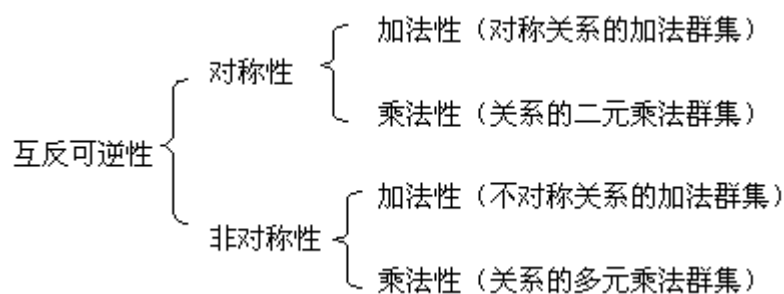 加法性（对称关系的加法群集）
对称性
乘法性（关系的二元乘法群集）
互反可逆性
加法性（不对称关系的加法群集）
非对称性
乘法性（关系的多元乘法群集）